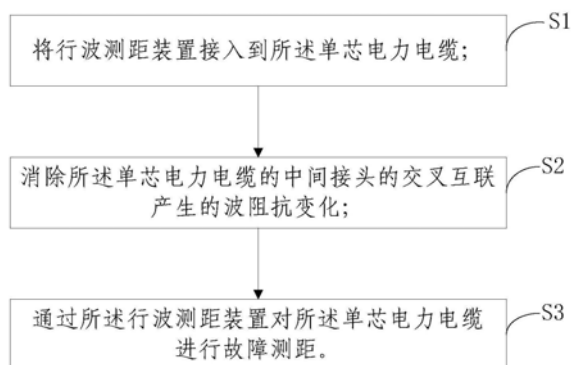 将行波测距装置接入到所述单芯电力电缆;
S1
消除所述单芯电力电缆的中间接头的交叉互联
产生的波阻抗变化;
S2
通过所述行波测距装置对所述单芯电力电缆
进行故障测距。
S3